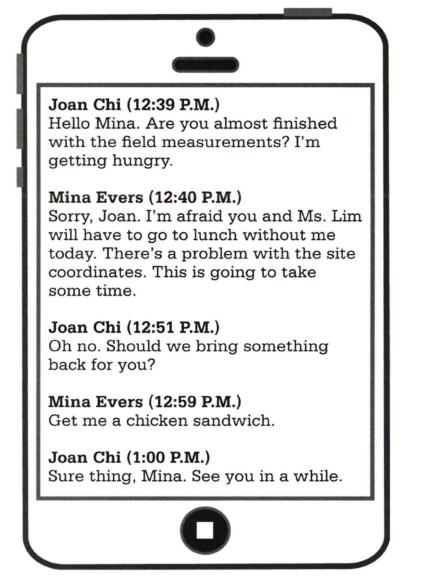 Joan Chi (12:39 P.M.)
Hello Mina. Are you almost finished
with the field measurements? I'm
getting hungry.
Mina Evers (12:40 P.M.)
Sorry, Joan. I'm afraid you and Ms. Lim
will have to go to lunch without me
today. There's a problem with the site
coordinates. This is going to take
some time.
Joan Chi (12:51 P.M.)
Oh no. Should we bring something
back for you?
Mina Evers (12:59 P.M.)
Get me a chicken sandwich.
Joan Chi (1:00 P.M.)
Sure thing, Mina. See you in a while.